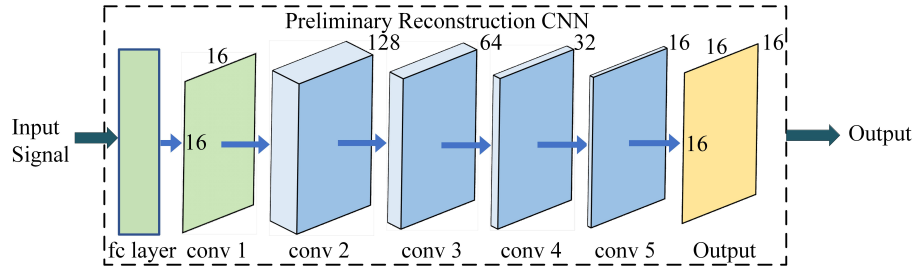 Preliminary Reconstruction CNN
16
128
64
32
16
16
16
Input
Signal
16
16
Output
fc layer
conv 1
conv 2
conv 3
conv 4
conv 5
Output